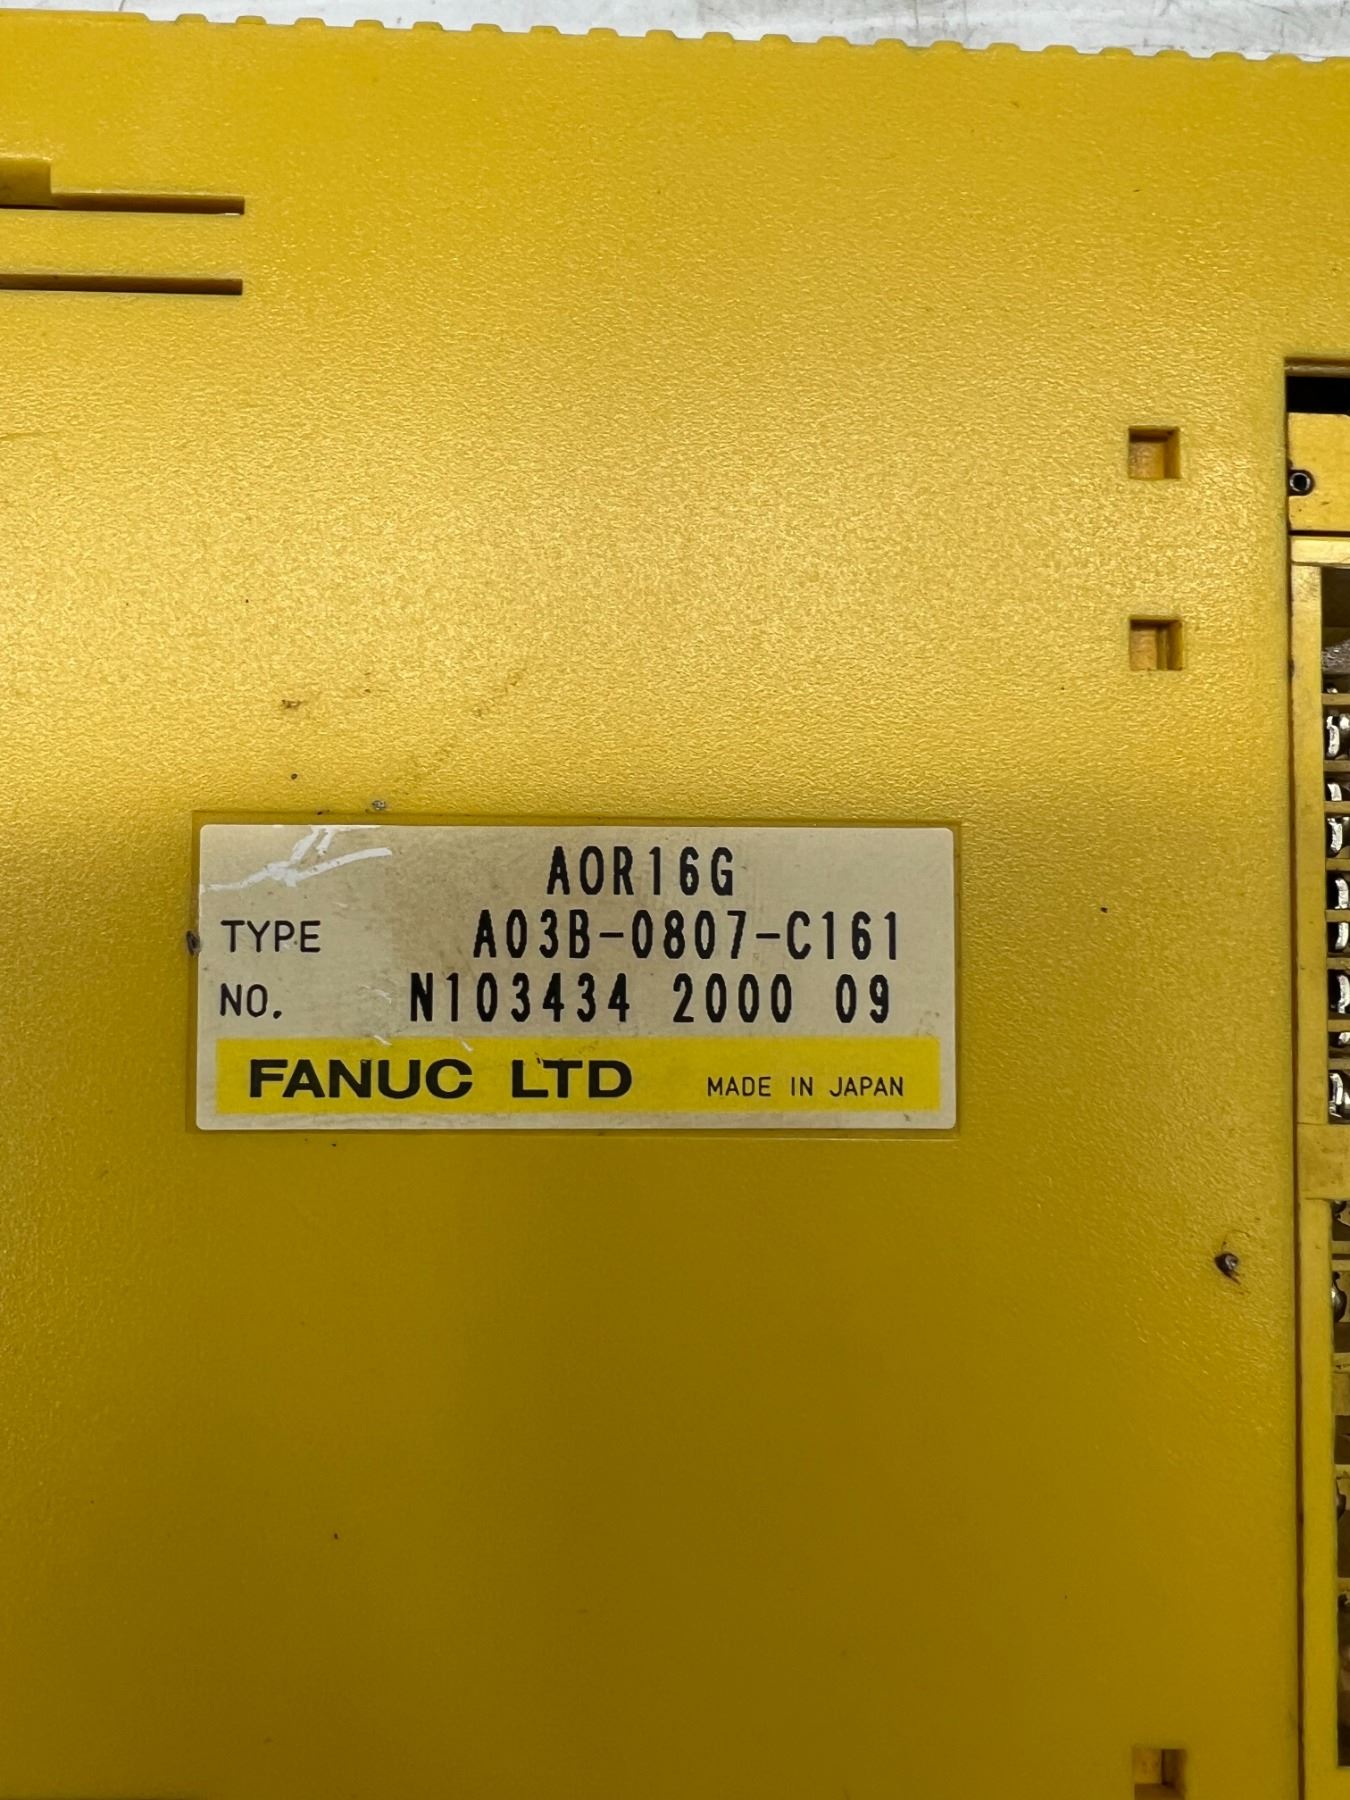 AOR16G
TYPE A03B-0807-C161
NO. N103434 2000 09
FANUC LTD MADE IN JAPAN